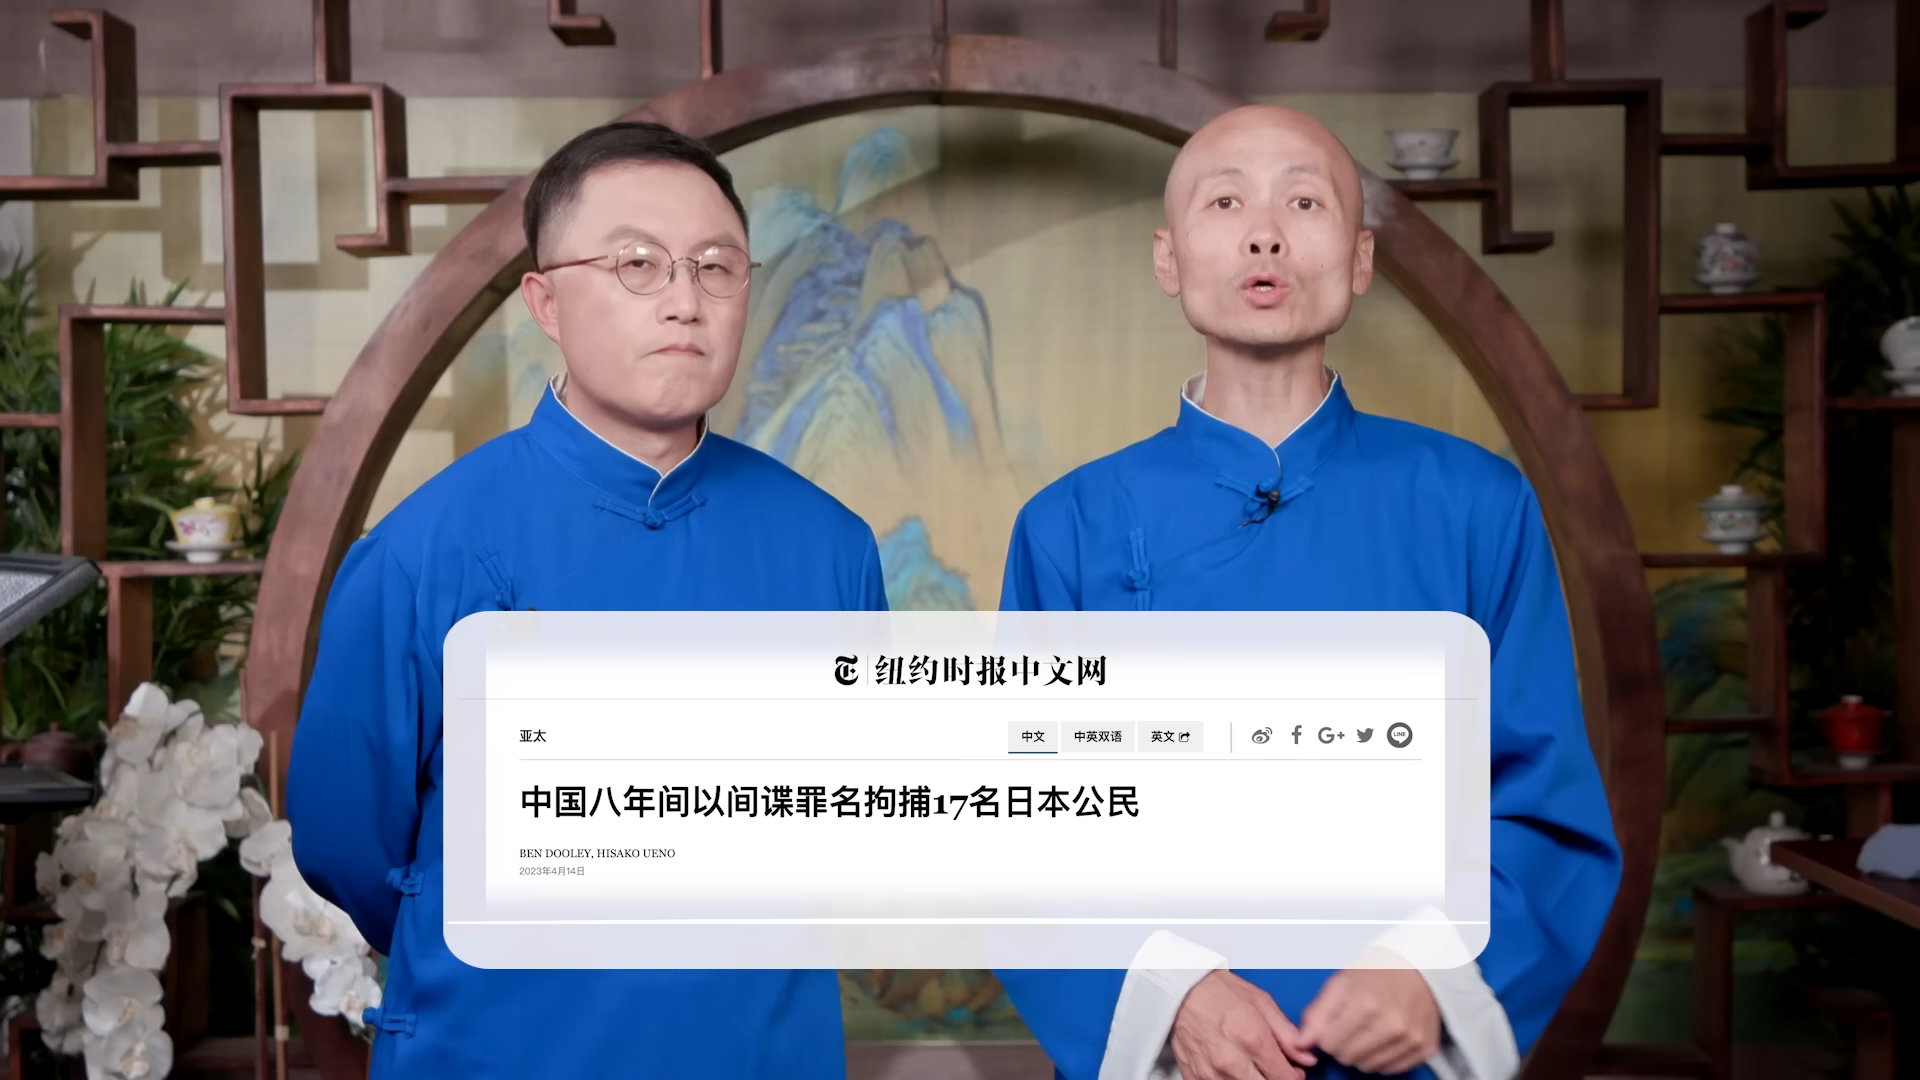 纽约时报中文网
亚太
中文 中英双语 英文
LINE
中国八年间以间谍罪名拘捕17名日本公民
BEN DOOLEY, HISAKO UENO
2023年4月14日